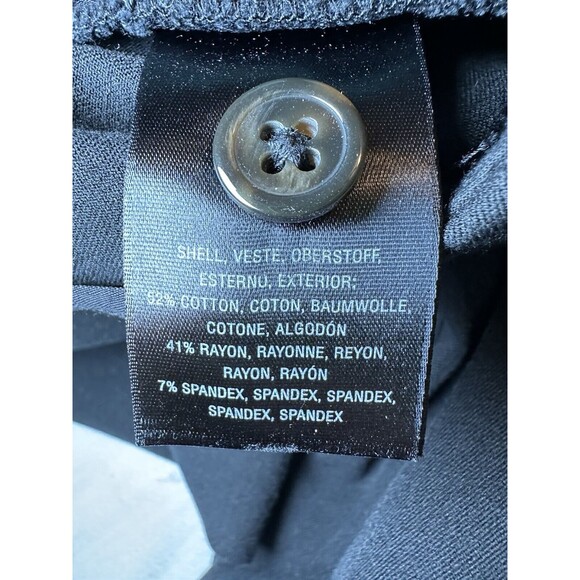 SHELL, VESTE, OBERSTOFF,
ESTERNO, EXTERIOR:
52% COTTON, COTON, BAUMWOLLE,
COTONE, ALGODÓN
41% RAYON, RAYONNE, REYON,
RAYON, RAYÓN
7% SPANDEX, SPANDEX, SPANDEX,
SPANDEX, SPANDEX